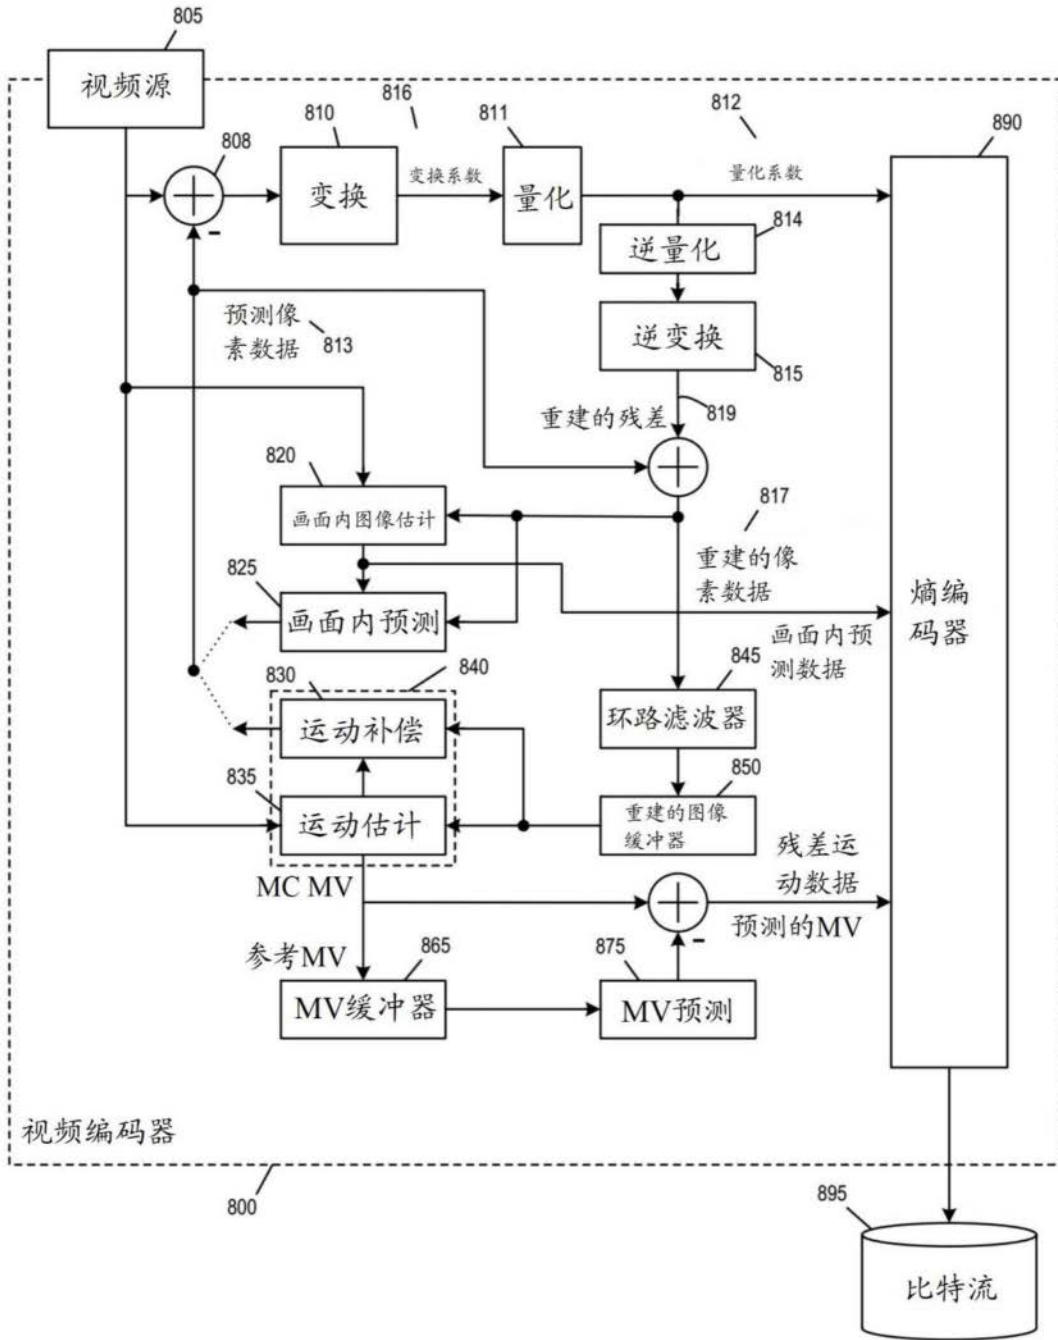 805
视频源
816
812
810
811
890
808
变换
变换系数
量化
量化系数
814
-
逆量化
预测像
素数据
813
逆变换
815
819
重建的残差
820
817
画面内图像估计
重建的像
素数据
825
画面内预测
熵编
码器
画面内预
测数据
830
840
845
运动补偿
环路滤波器
835
850
运动估计
重建的图像
缓冲器
残差运
动数据
MC MV
预测的MV
-
参考MV
865
875
MV缓冲器
MV预测
视频编码器
800
895
比特流